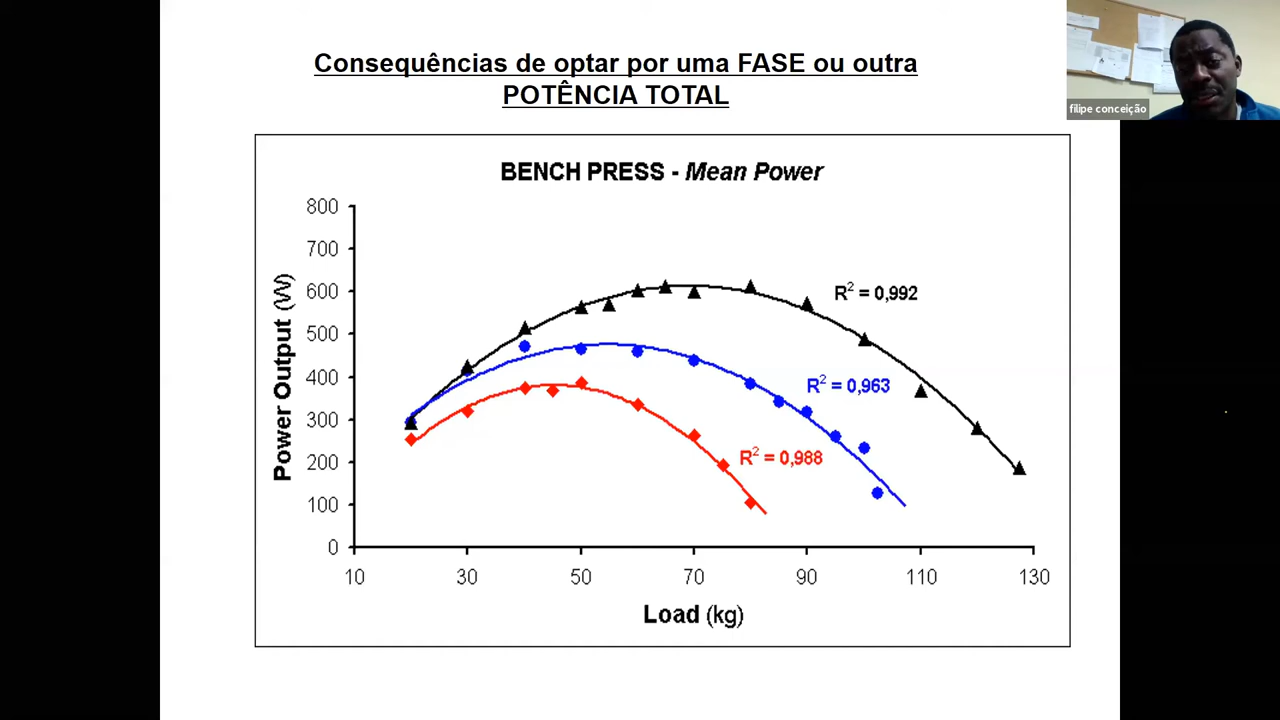 Consequências de optar por uma FASE ou outra
POTÊNCIA TOTAL
filipe conceição
BENCH PRESS - Mean Power
800
700
600
500
400
300
200
100
0
Power Output (W)
R² = 0,992
R² = 0,963
R² = 0,988
10 30 50 70 90 110 130
Load (kg)